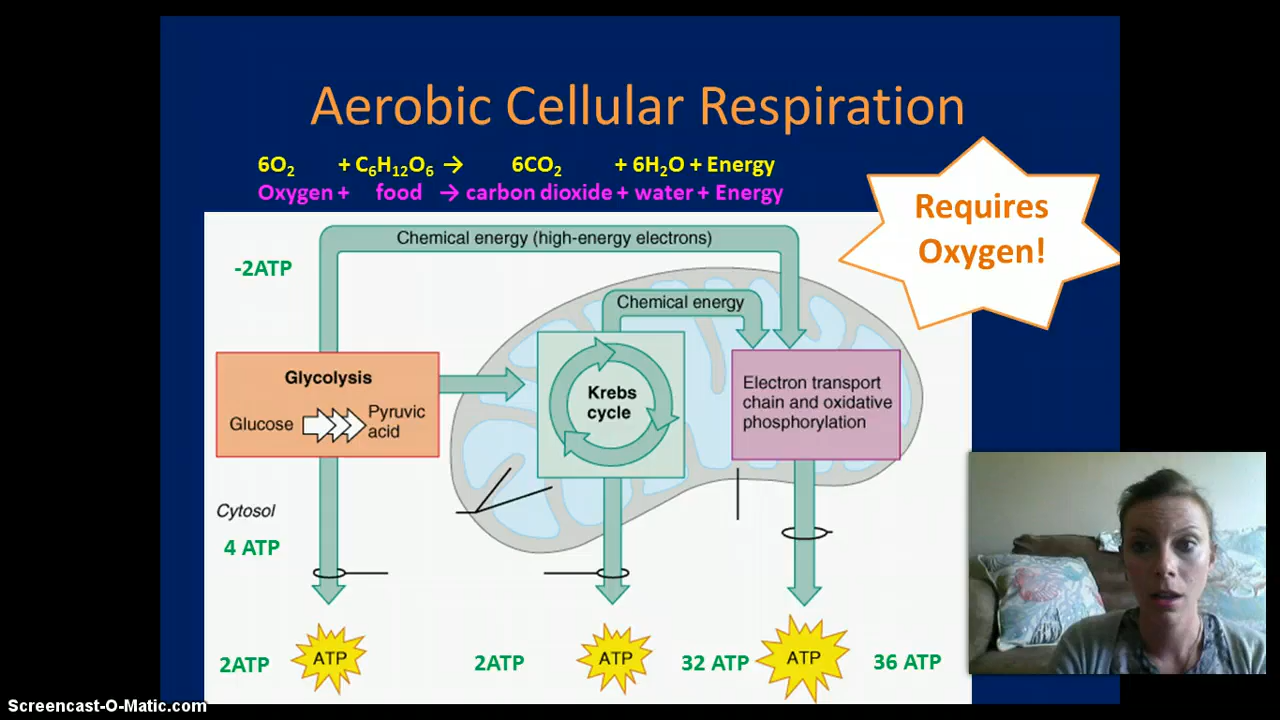 Aerobic Cellular Respiration
6O₂ + C₆H₁₂O₆ → 6CO₂ + 6H₂O + Energy
Oxygen + food → carbon dioxide + water + Energy
Requires
Oxygen!
Chemical energy (high-energy electrons)
-2ATP
Chemical energy
Glycolysis
Glucose
Pyruvic
acid
Krebs
cycle
Electron transport
chain and oxidative
phosphorylation
Cytosol
4 ATP
2ATP
ATP
2ATP
ATP
32 ATP
ATP
36 ATP
Screencast-O-Matic.com